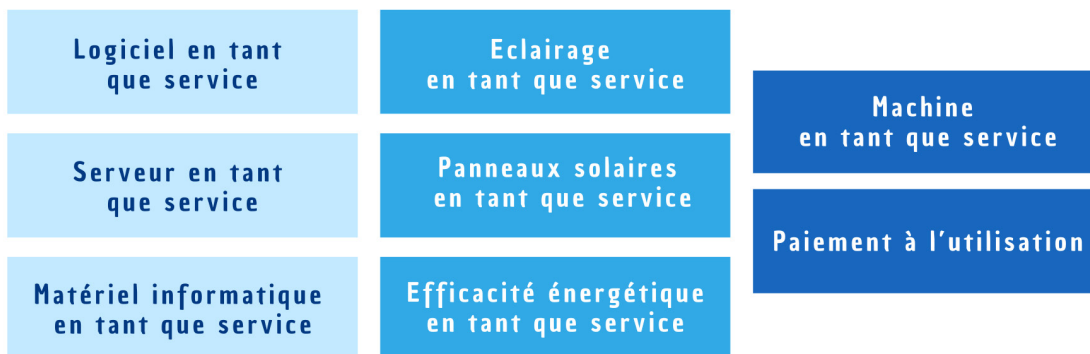 Logiciel en tant
que service
Serveur en tant
que service
Matériel informatique
en tant que service
Eclairage
en tant que service
Panneaux solaires
en tant que service
Efficacité énergétique
en tant que service
Machine
en tant que service
Paiement à l'utilisation